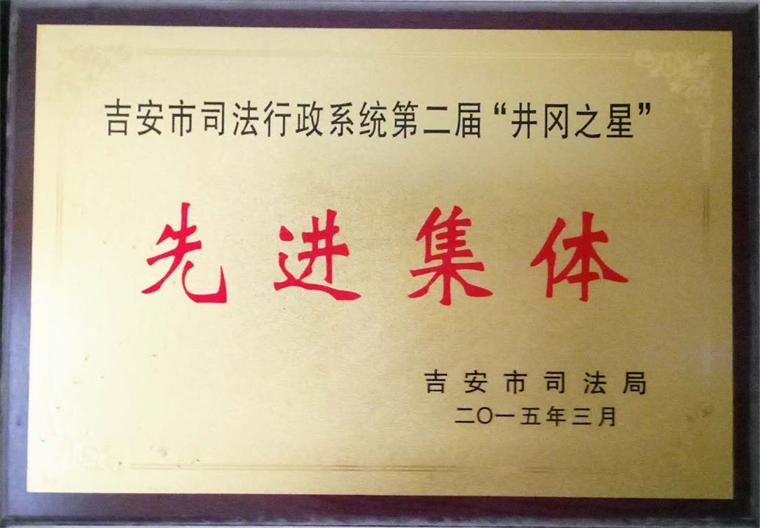 吉安市司法行政系统第二届“井冈之星”
先进集体
吉安市司法局
二〇一五年三月